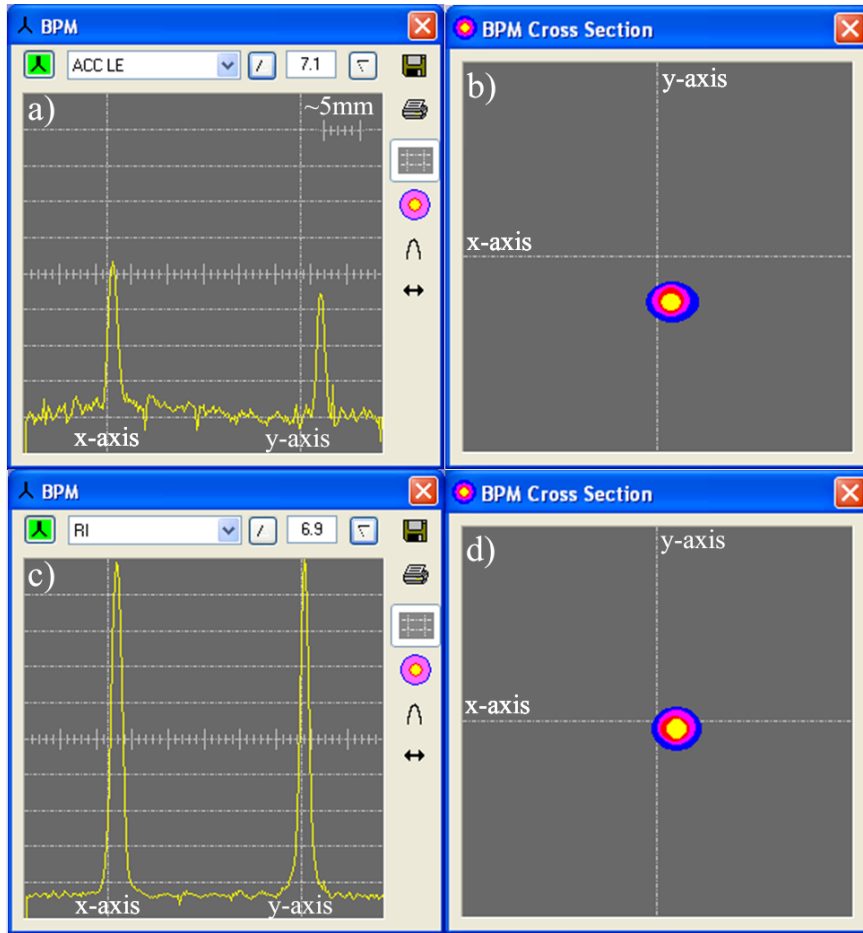 BPM
ACC LE
7.1
a)
~5mm
x-axis
y-axis
BPM Cross Section
b)
y-axis
x-axis
BPM
RI
6.9
c)
x-axis
y-axis
BPM Cross Section
d)
y-axis
x-axis